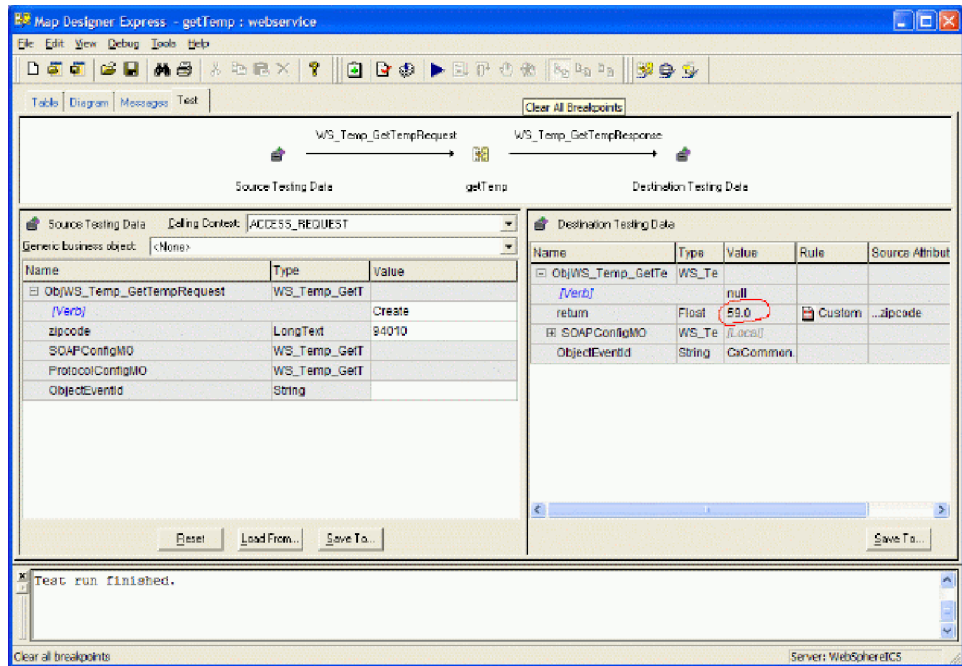 Map Designer Express - getTemp : webservice
File Edit View Debug Tools Help
Table Diagram Messages Test
Clear All Breakpoints
WS_Temp_GetTempRequest WS_Temp_GetTempResponse
Source Testing Data getTemp Destination Testing Data
Source Testing Data Calling Context: ACCESS_REQUEST
Generic business object: <None>
Name Type Value
ObjWS_Temp_GetTempRequest WS_Temp_GetT
[Verb] Create
zipcode LongText 94010
SOAPConfigMO WS_Temp_GetT
ProtocolConfigMO WS_Temp_GetT
ObjectEventId String
Reset Load From... Save To...
Destination Testing Data
Name Type Value Rule Source Attribut
ObjWS_Temp_GetTe WS_Te
[Verb] null
return Float 59.0 Custom ...zipcode
SOAPConfigMO WS_Te [Local]
ObjectEventId String CxCommon.
Save To...
Test run finished.
Clear all breakpoints Server: WebSphereICS